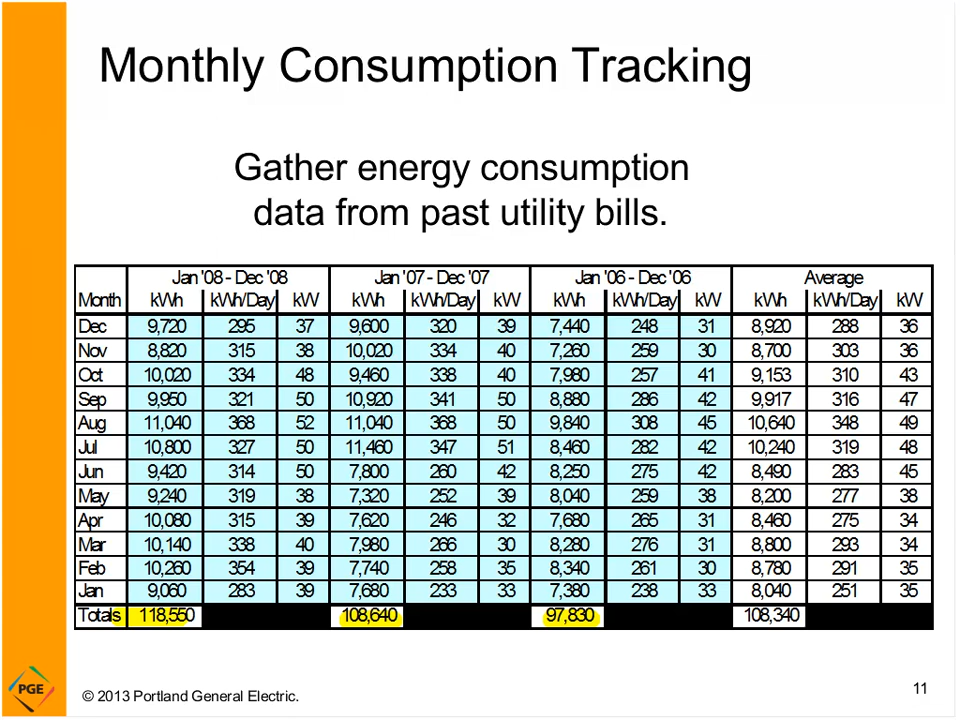 Monthly Consumption Tracking
Gather energy consumption
data from past utility bills.
Jan '08 - Dec '08 Jan '07 - Dec '07 Jan '06 - Dec '06 Average
Month kWh kWh/Day kW kWh kWh/Day kW kWh kWh/Day kW kWh kWh/Day kW
Dec 9,720 295 37 9,600 320 39 7,440 248 31 8,920 288 36
Nov 8,820 315 38 10,020 334 40 7,260 259 30 8,700 303 36
Oct 10,020 334 48 9,460 338 40 7,980 257 41 9,153 310 43
Sep 9,950 321 50 10,920 341 50 8,880 286 42 9,917 316 47
Aug 11,040 368 52 11,040 368 50 9,840 308 45 10,640 348 49
Jul 10,800 327 50 11,460 347 51 8,460 282 42 10,240 319 48
Jun 9,420 314 50 7,800 260 42 8,250 275 42 8,490 283 45
May 9,240 319 38 7,320 252 39 8,040 259 38 8,200 277 38
Apr 10,080 315 39 7,620 246 32 7,680 265 31 8,460 275 34
Mar 10,140 338 40 7,980 266 30 8,280 276 31 8,800 293 34
Feb 10,260 354 39 7,740 258 35 8,340 261 30 8,780 291 35
Jan 9,060 283 39 7,680 233 33 7,380 238 33 8,040 251 35
Totals 118,550 108,640 97,830 108,340
PGE
© 2013 Portland General Electric.
11